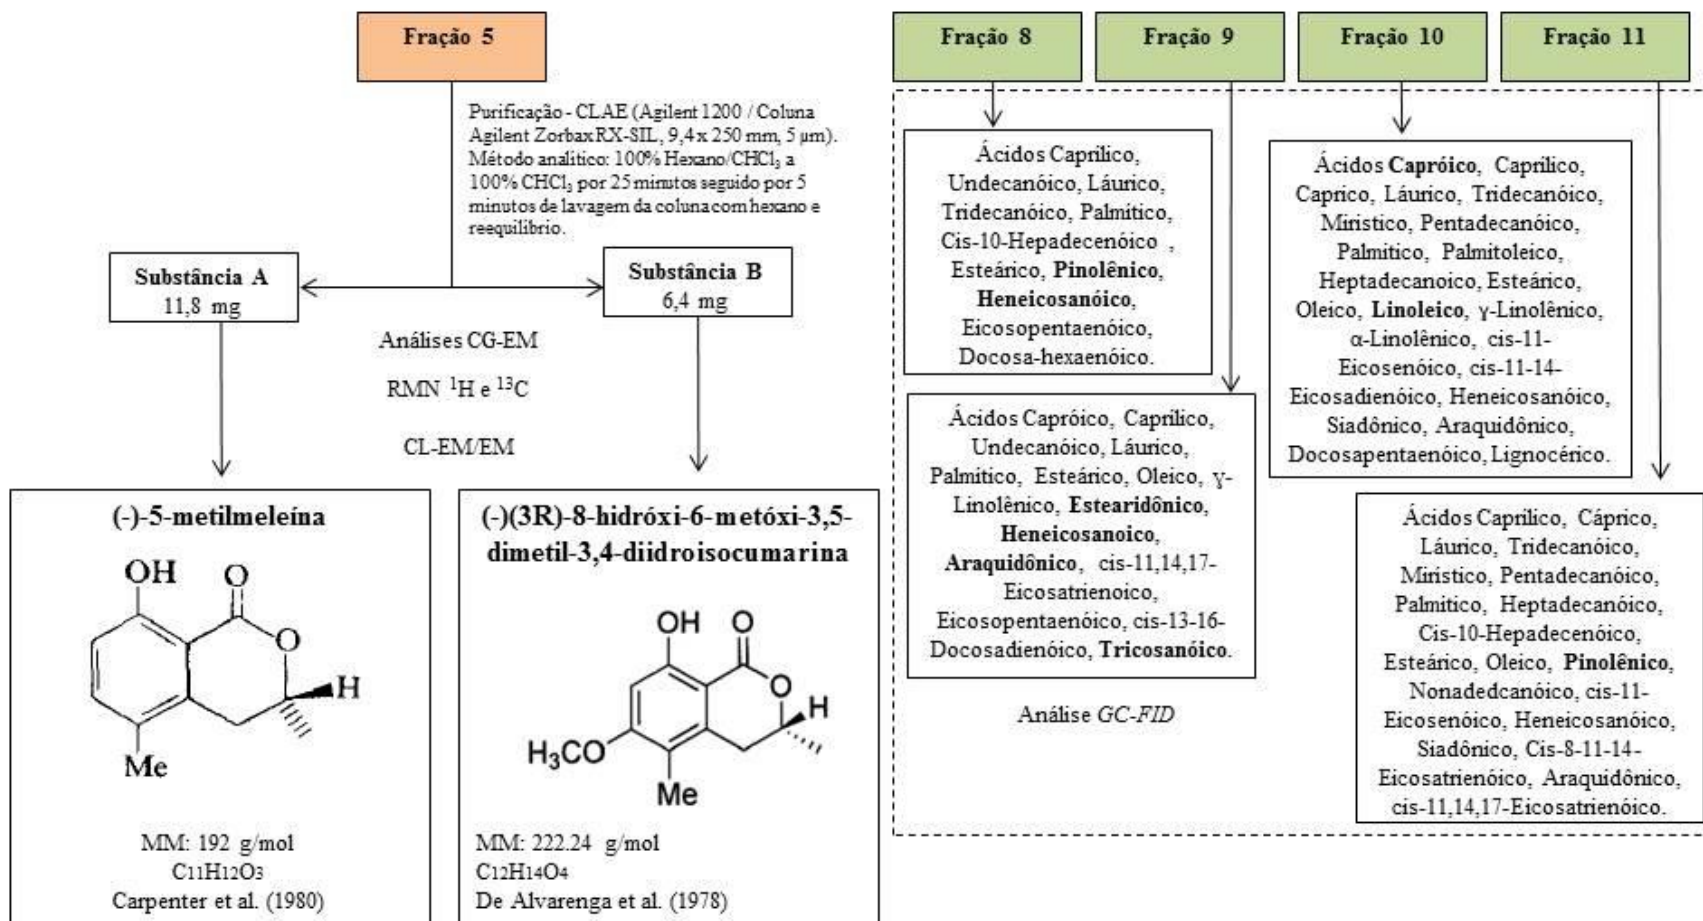 Fração 5
Purificação - CLAE (Agilent 1200 / Coluna
Agilent Zorbax RX-SIL, 9,4 x 250 mm, 5 µm).
Método analítico: 100% Hexano/CHCl₃ a
100% CHCl₃ por 25 minutos seguido por 5
minutos de lavagem da coluna com hexano e
reequilíbrio.
Substância A
11,8 mg
Substância B
6,4 mg
Análises CG-EM
RMN ¹H e ¹³C
CL-EM/EM
(-)-5-metilmeleína
OH
O
O
H
Me
MM: 192 g/mol
C11H12O3
Carpenter et al. (1980)
(-)(3R)-8-hidróxi-6-metóxi-3,5-
dimetil-3,4-diidroisocumarina
OH
O
O
H
H₃CO
Me
MM: 222.24 g/mol
C12H14O4
De Alvarenga et al. (1978)
Fração 8
Fração 9
Fração 10
Fração 11
Ácidos Caprílico,
Undecanóico, Láurico,
Tridecanóico, Palmítico,
Cis-10-Hepadecenóico ,
Esteárico, Pinolênico,
Heneicosanóico,
Eicosopentaenóico,
Docosa-hexaenóico.
Ácidos Capróico, Caprílico,
Undecanóico, Láurico,
Palmítico, Esteárico, Oleico, γ-
Linolênico, Estearidônico,
Heneicosanoico,
Araquidônico, cis-11,14,17-
Eicosatrienoico,
Eicosopentaenóico, cis-13-16-
Docosadienóico, Tricosanóico.
Análise GC-FID
Ácidos Capróico, Caprílico,
Caprico, Láurico, Tridecanóico,
Mirístico, Pentadecanóico,
Palmítico, Palmitoleico,
Heptadecanoico, Esteárico,
Oleico, Linoleico, γ-Linolênico,
α-Linolênico, cis-11-
Eicosenóico, cis-11-14-
Eicosadienóico, Heneicosanóico,
Siadônico, Araquidônico,
Docosapentaenóico, Lignocérico.
Ácidos Caprílico, Cáprico,
Láurico, Tridecanóico,
Mirístico, Pentadecanóico,
Palmítico, Heptadecanóico,
Cis-10-Hepadecenóico,
Esteárico, Oleico, Pinolênico,
Nonadedcanóico, cis-11-
Eicosenóico, Heneicosanóico,
Siadônico, Cis-8-11-14-
Eicosatrienóico, Araquidônico,
cis-11,14,17-Eicosatrienóico.